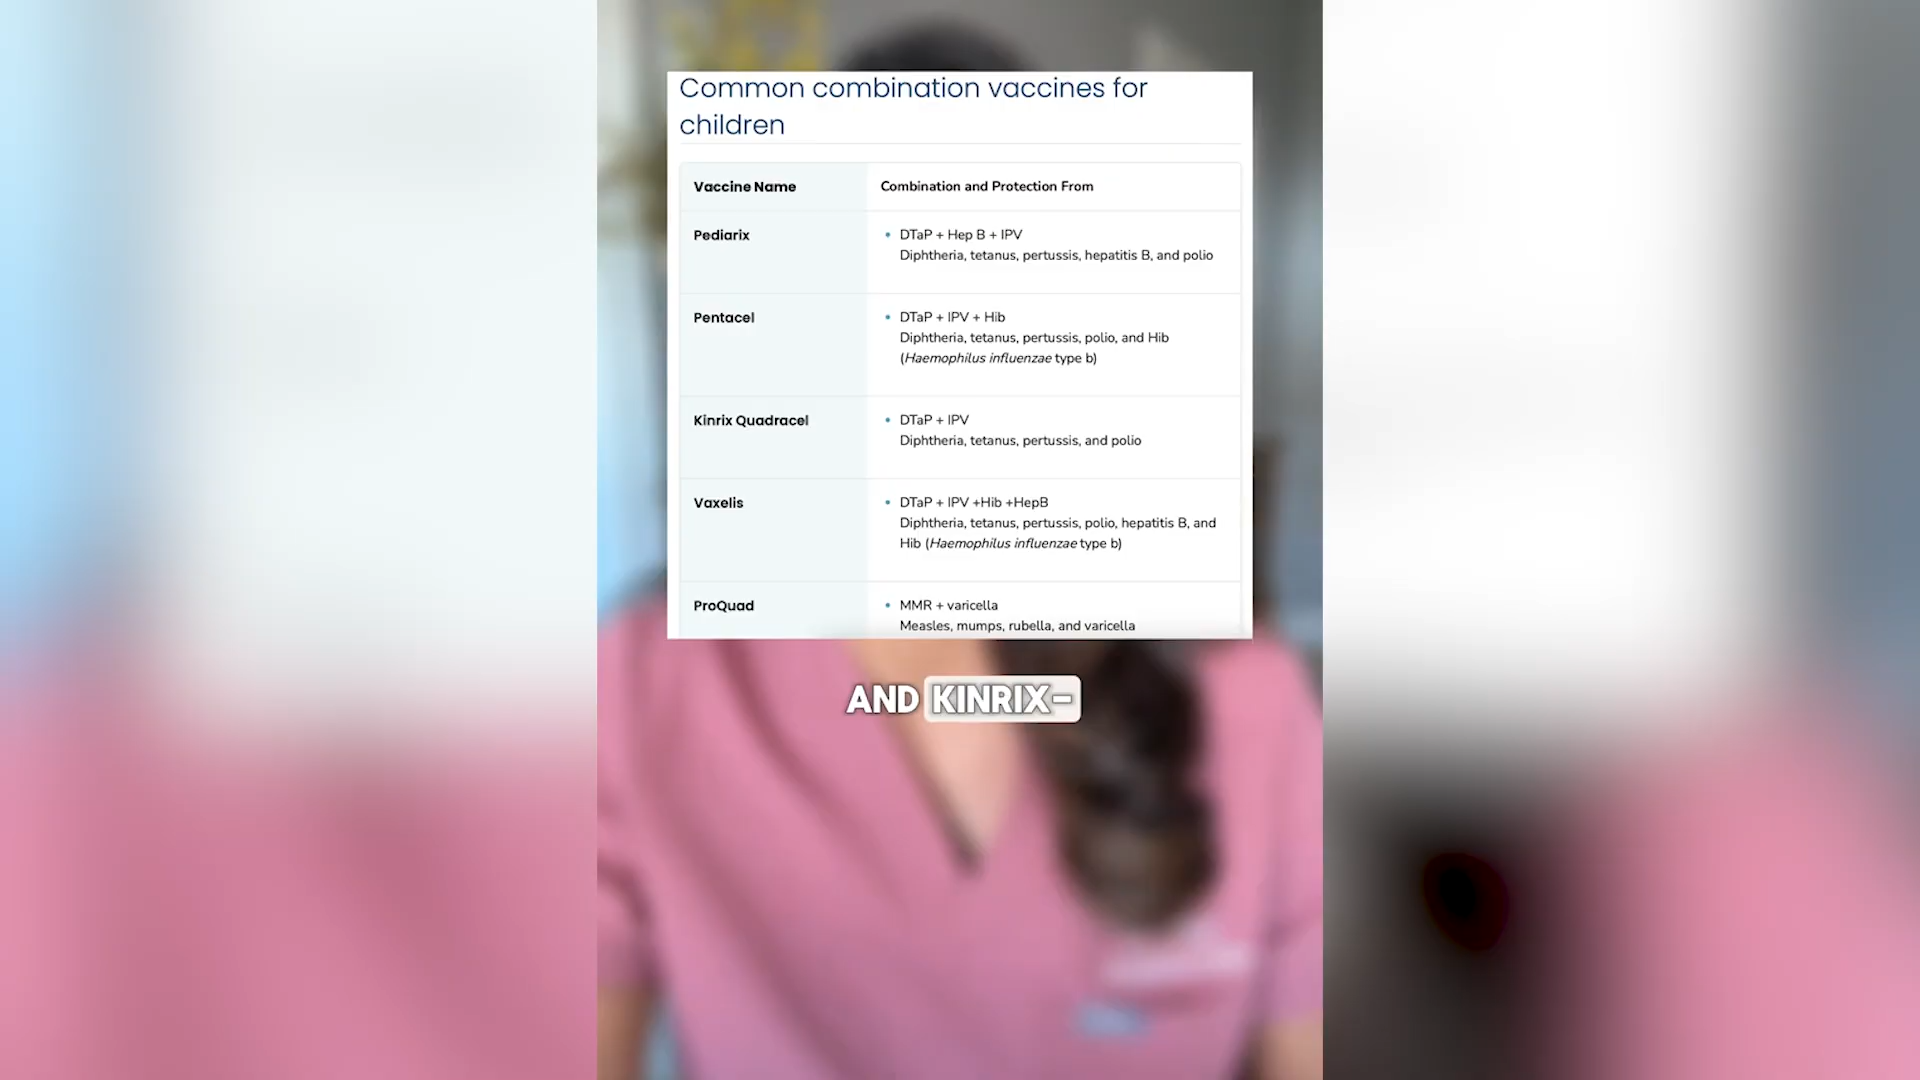 Common combination vaccines for
children
Vaccine Name
Combination and Protection From
Pediarix
• DTaP + Hep B + IPV
Diphtheria, tetanus, pertussis, hepatitis B, and polio
Pentacel
• DTaP + IPV + Hib
Diphtheria, tetanus, pertussis, polio, and Hib
(Haemophilus influenzae type b)
Kinrix Quadracel
• DTaP + IPV
Diphtheria, tetanus, pertussis, and polio
Vaxelis
• DTaP + IPV +Hib +HepB
Diphtheria, tetanus, pertussis, polio, hepatitis B, and
Hib (Haemophilus influenzae type b)
ProQuad
• MMR + varicella
Measles, mumps, rubella, and varicella
AND KINRIX-